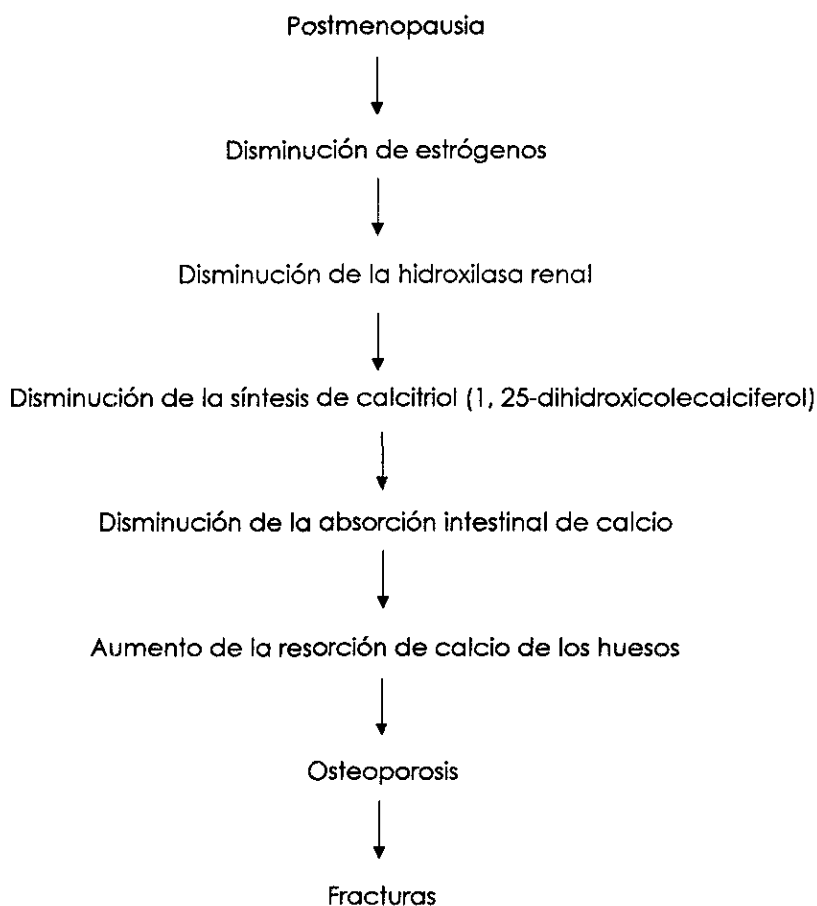 Postmenopausia
Disminución de estrógenos
Disminución de la hidroxilasa renal
Disminución de la síntesis de calcitriol (1, 25-dihidroxicolecalciferol)
Disminución de la absorción intestinal de calcio
Aumento de la resorción de calcio de los huesos
Osteoporosis
Fracturas